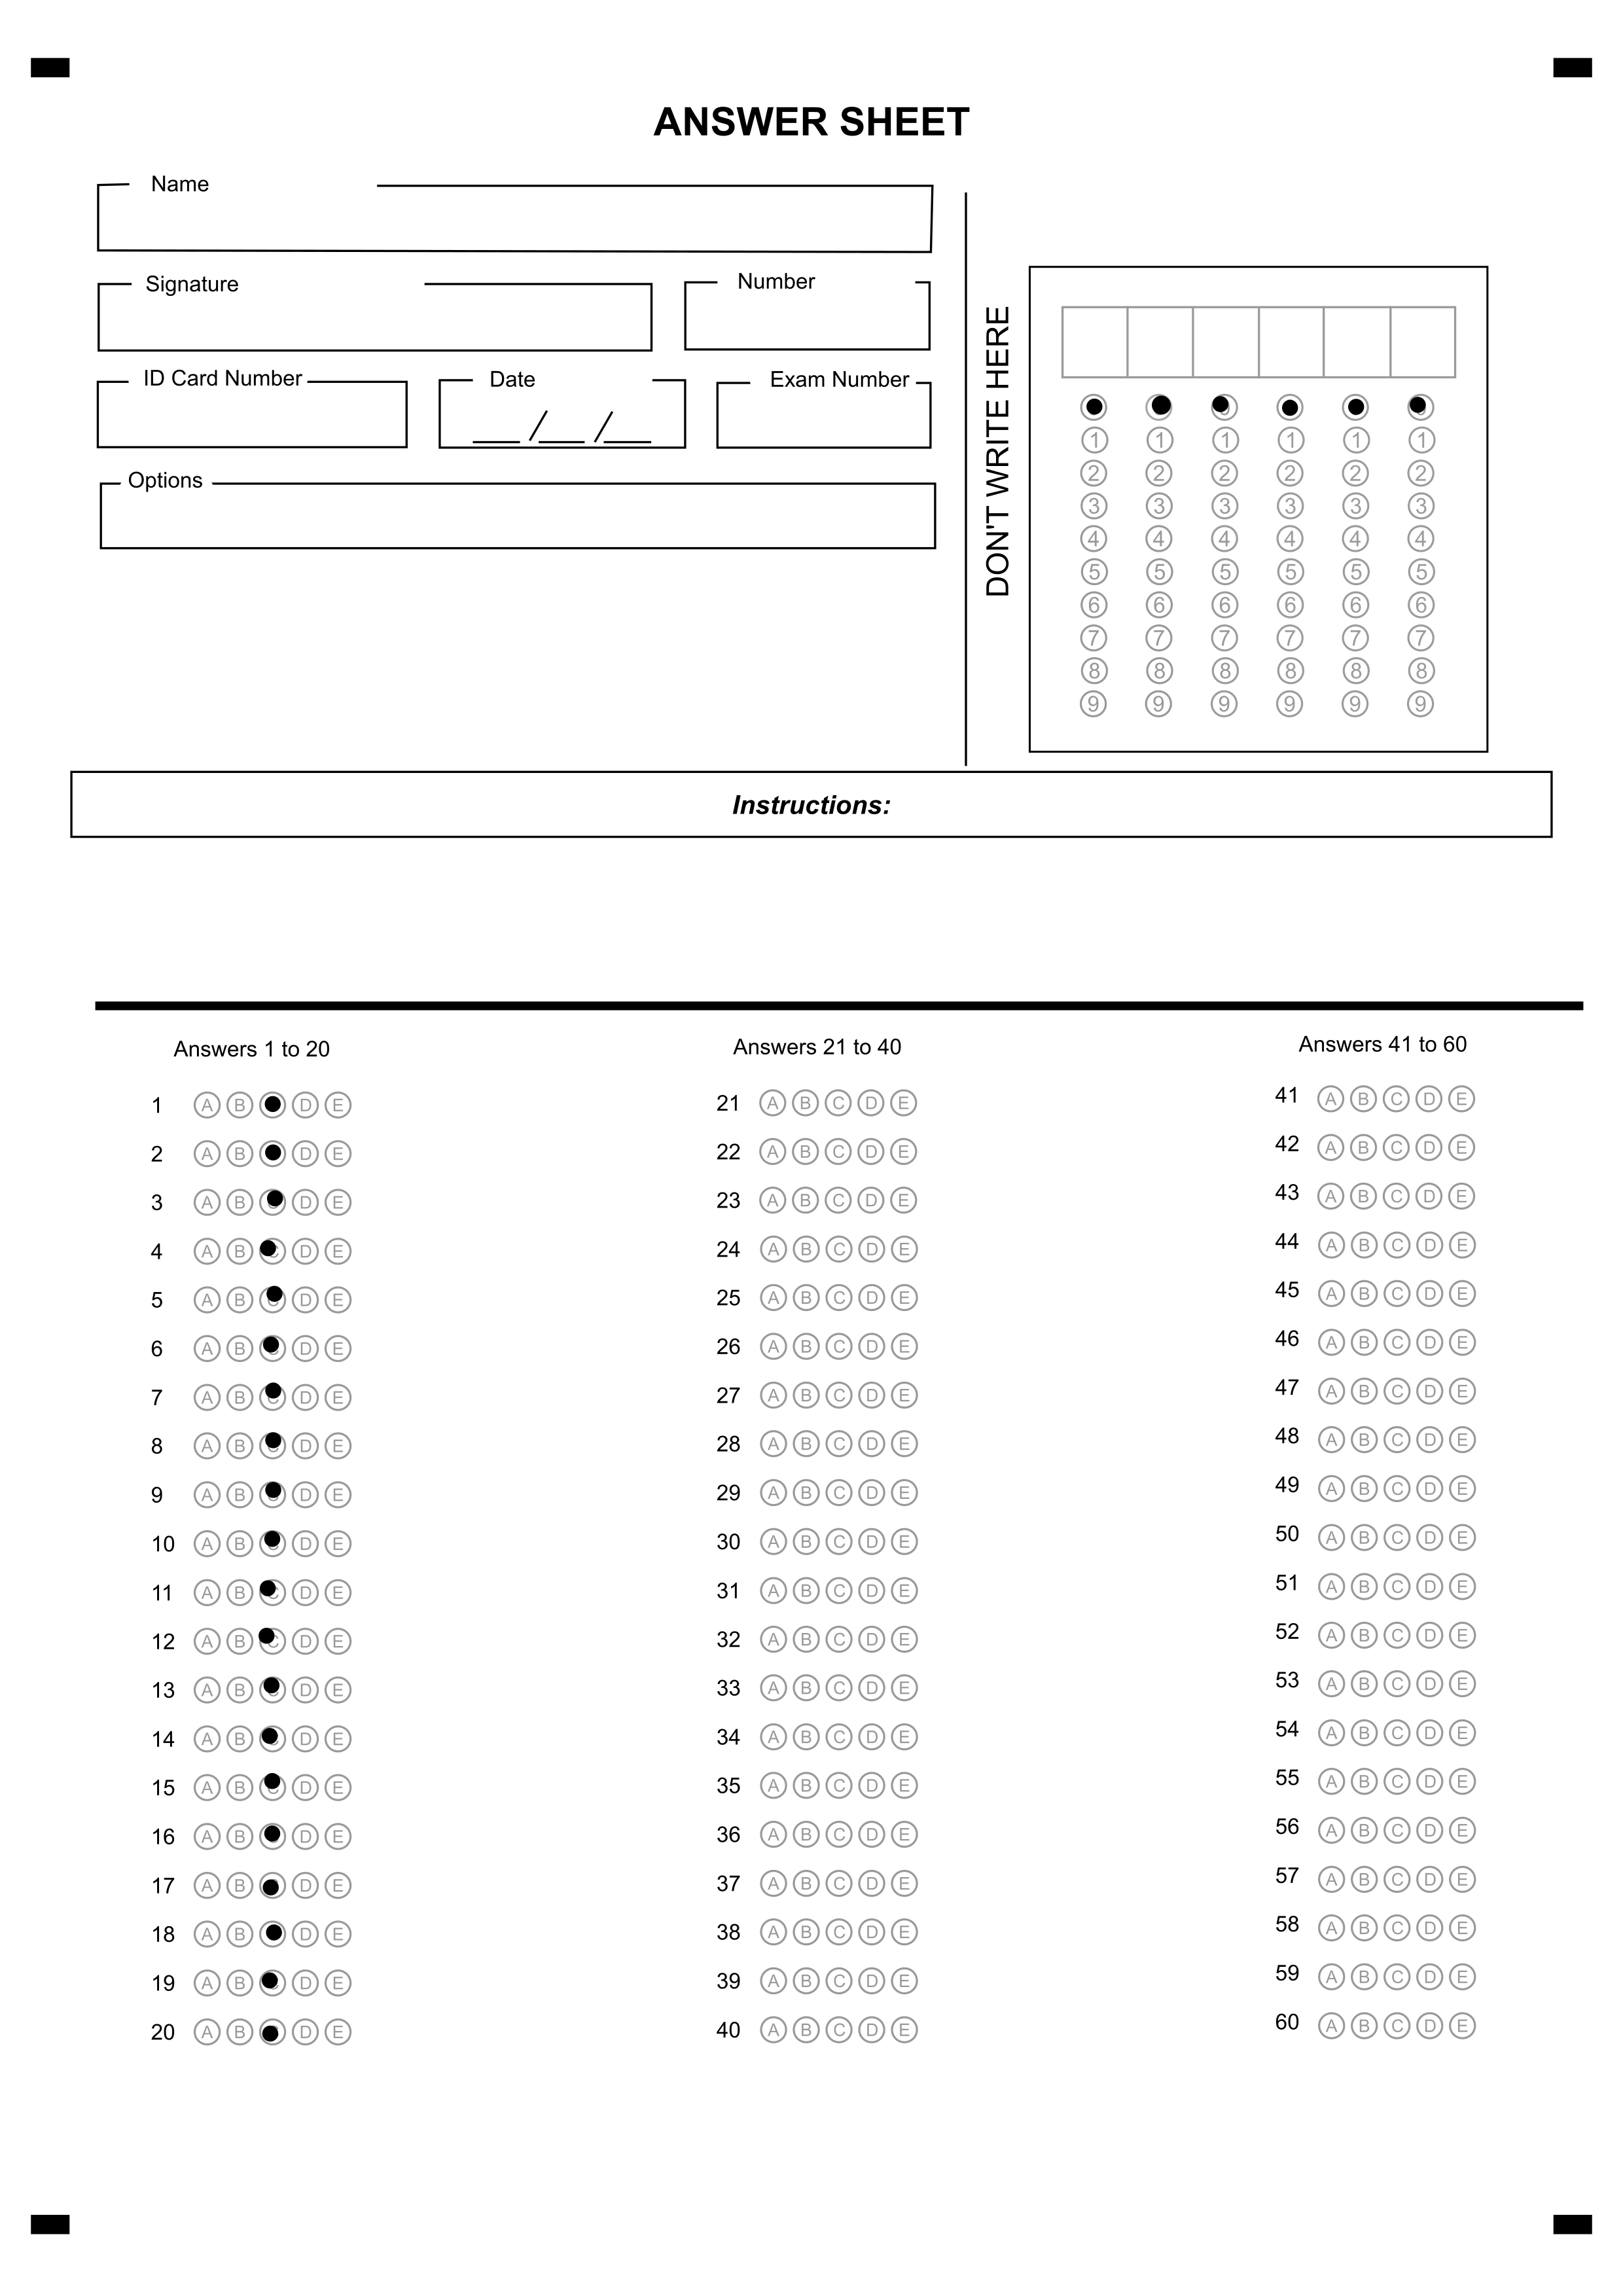 ANSWER SHEET
Name
Signature
Number
ID Card Number
Date
Exam Number
__ /__ /__
Options
DON'T WRITE HERE
1 1 1 1 1 1
2 2 2 2 2 2
3 3 3 3 3 3
4 4 4 4 4 4
5 5 5 5 5 5
6 6 6 6 6 6
7 7 7 7 7 7
8 8 8 8 8 8
9 9 9 9 9 9
Instructions:
Answers 1 to 20
1 A B D E
2 A B D E
3 A B D E
4 A B C D E
5 A B C D E
6 A B D E
7 A B C D E
8 A B C D E
9 A B C D E
10 A B C D E
11 A B C D E
12 A B C D E
13 A B C D E
14 A B C D E
15 A B C D E
16 A B D E
17 A B D E
18 A B D E
19 A B C D E
20 A B D E
Answers 21 to 40
21 A B C D E
22 A B C D E
23 A B C D E
24 A B C D E
25 A B C D E
26 A B C D E
27 A B C D E
28 A B C D E
29 A B C D E
30 A B C D E
31 A B C D E
32 A B C D E
33 A B C D E
34 A B C D E
35 A B C D E
36 A B C D E
37 A B C D E
38 A B C D E
39 A B C D E
40 A B C D E
Answers 41 to 60
41 A B C D E
42 A B C D E
43 A B C D E
44 A B C D E
45 A B C D E
46 A B C D E
47 A B C D E
48 A B C D E
49 A B C D E
50 A B C D E
51 A B C D E
52 A B C D E
53 A B C D E
54 A B C D E
55 A B C D E
56 A B C D E
57 A B C D E
58 A B C D E
59 A B C D E
60 A B C D E